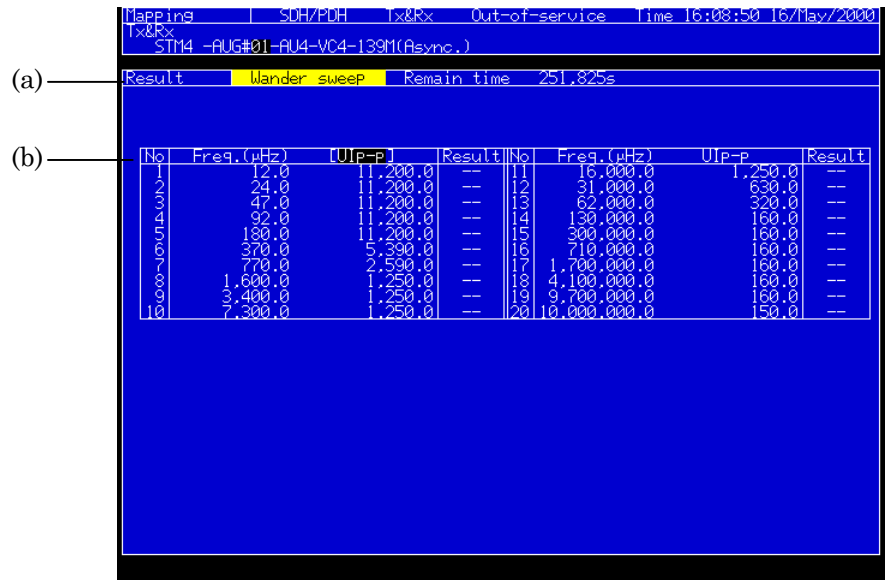 Mapping SDH/PDH Tx&Rx Out-of-service Time 16:08:50 16/May/2000
Tx&Rx
STM4 -AUG#01-AU4-VC4-139M(Async.)
(a) Result Wander sweep Remain time 251,825s
(b) No Freq.(μHz) [UIp-p] Result No Freq.(μHz) UIp-p Result
1 12.0 11,200.0 -- 11 16,000.0 1,250.0 --
2 24.0 11,200.0 -- 12 31,000.0 630.0 --
3 47.0 11,200.0 -- 13 62,000.0 320.0 --
4 92.0 11,200.0 -- 14 130,000.0 160.0 --
5 180.0 11,200.0 -- 15 300,000.0 160.0 --
6 370.0 5,390.0 -- 16 710,000.0 160.0 --
7 770.0 2,590.0 -- 17 1,700,000.0 160.0 --
8 1,600.0 1,250.0 -- 18 4,100,000.0 160.0 --
9 3,400.0 1,250.0 -- 19 9,700,000.0 160.0 --
10 7,300.0 1,250.0 -- 20 10,000,000.0 150.0 --